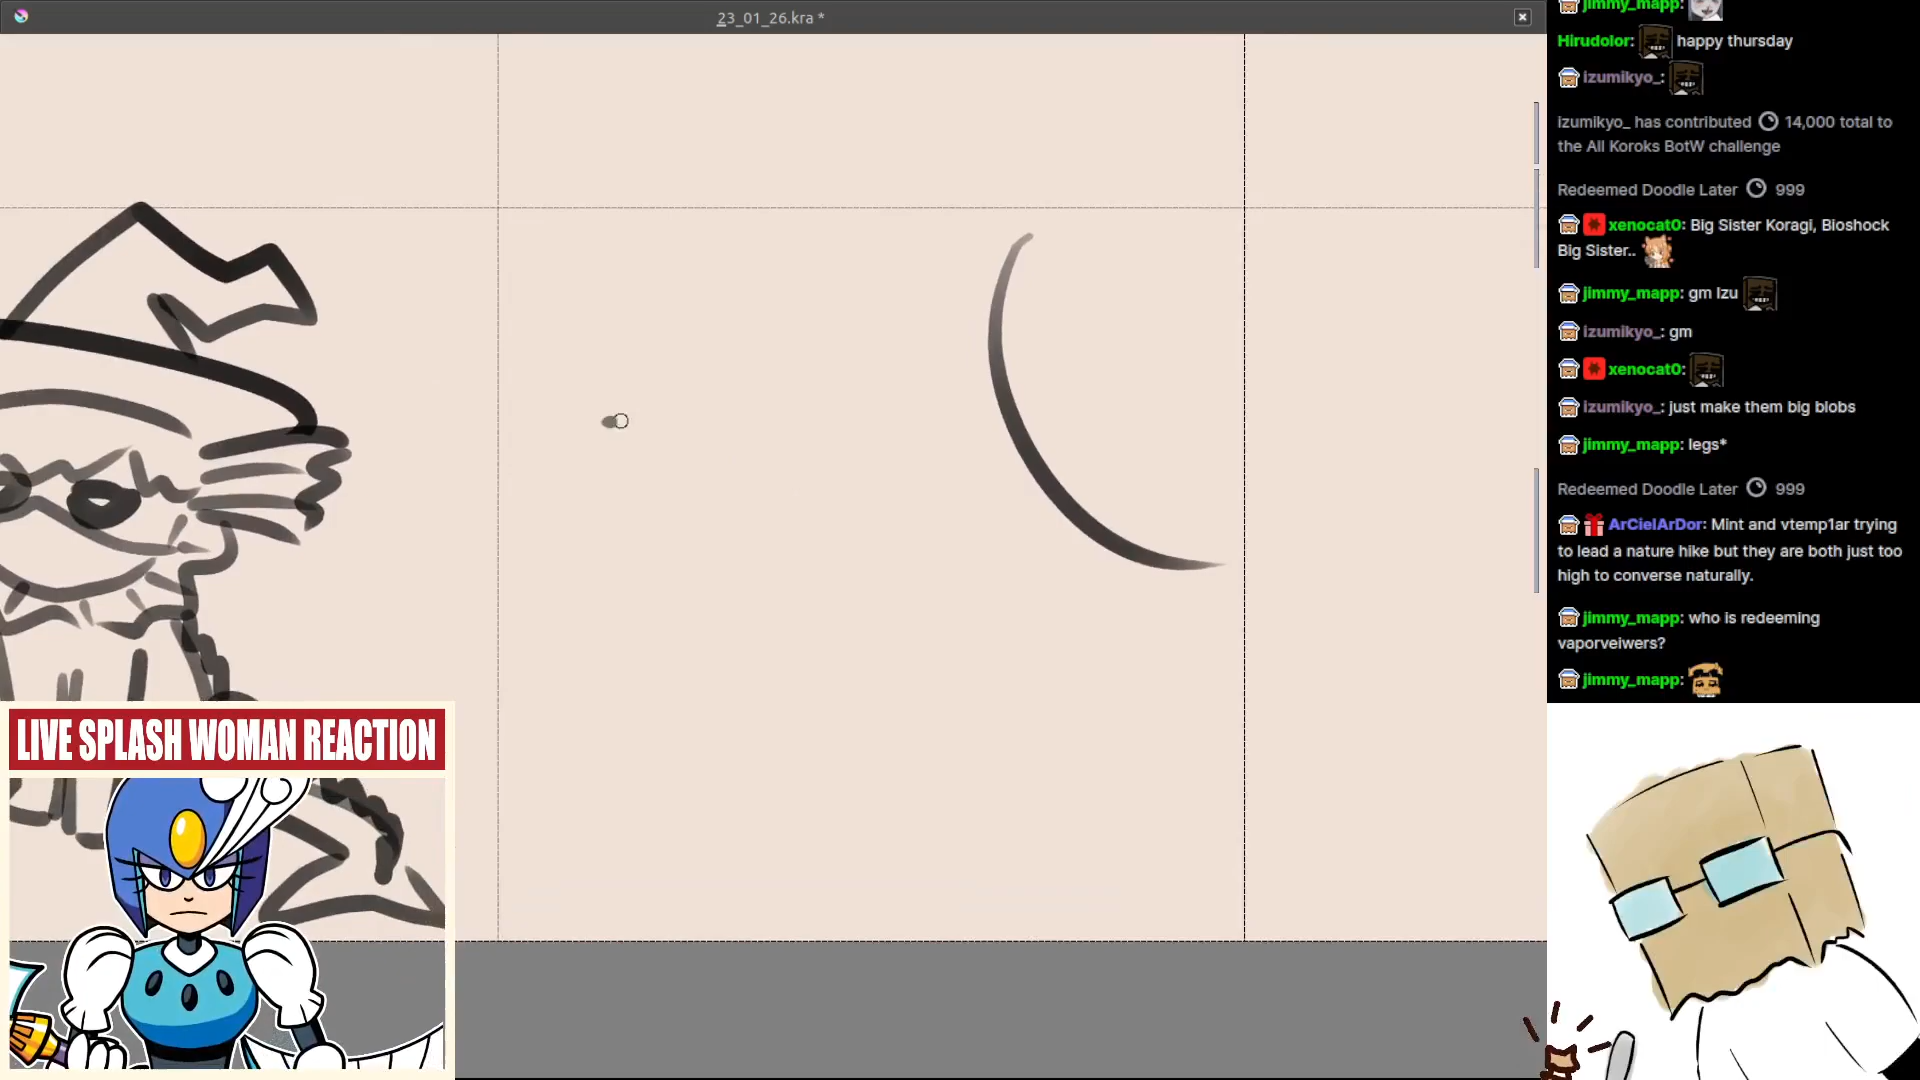 23_01_26.kra *
jimmy_mapp:
Hirudolor: happy thursday
izumikyo_:
izumikyo_ has contributed 14,000 total to
the All Koroks BotW challenge
Redeemed Doodle Later 999
xenocat0: Big Sister Koragi, Bioshock
Big Sister..
jimmy_mapp: gm Izu
izumikyo_: gm
xenocat0:
izumikyo_: just make them big blobs
jimmy_mapp: legs*
Redeemed Doodle Later 999
ArCielArDor: Mint and vtemp1ar trying
to lead a nature hike but they are both just too
high to converse naturally.
jimmy_mapp: who is redeeming
vaporveiwers?
jimmy_mapp:
LIVE SPLASH WOMAN REACTION